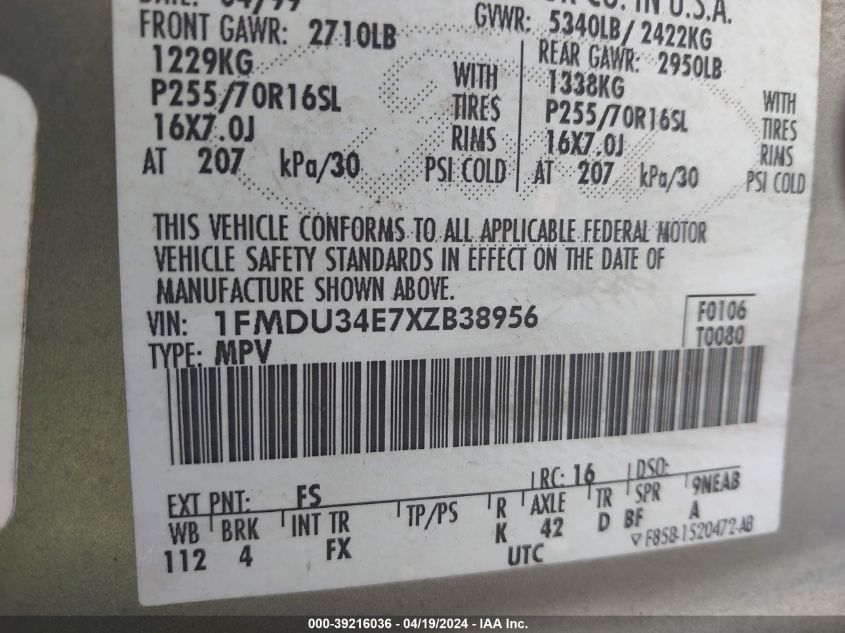 DATE: 04/99 CO. IN U.S.A.
FRONT GAWR: 2710LB GVWR: 5340LB/ 2422KG
1229KG WITH REAR GAWR: 2950LB
P255/70R16SL TIRES 1338KG WITH
16X7.0J RIMS P255/70R16SL TIRES
AT 207 kPa/30 PSI COLD 16X7.0J RIMS
AT 207 kPa/30 PSI COLD
THIS VEHICLE CONFORMS TO ALL APPLICABLE FEDERAL MOTOR
VEHICLE SAFETY STANDARDS IN EFFECT ON THE DATE OF
MANUFACTURE SHOWN ABOVE.
VIN: 1FMDU34E7XZB38956 F0106
TYPE: MPV T0080
EXT PNT: FS RC: 16 DSO:
WB BRK INT TR TP/PS R AXLE TR SPR 9NEAB
112 4 FX K 42 D BF A
UTC ▽ F85B-1520472-AB
000-39216036 - 04/19/2024 - IAA Inc.